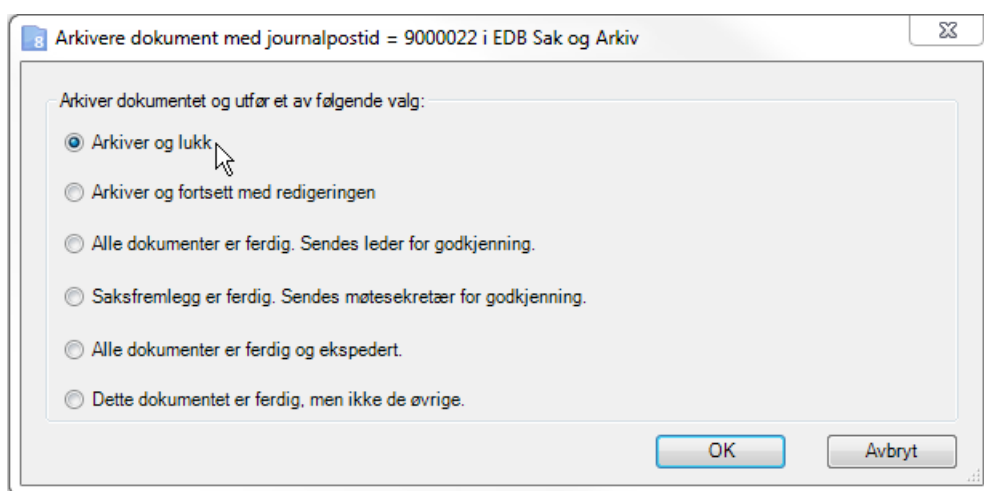 8 Arkivere dokument med journalpostid = 9000022 i EDB Sak og Arkiv
Arkiver dokumentet og utfør et av følgende valg:
Arkiver og lukk
Arkiver og fortsett med redigeringen
Alle dokumenter er ferdig. Sendes leder for godkjenning.
Saksfremlegg er ferdig. Sendes møtesekretær for godkjenning.
Alle dokumenter er ferdig og ekspedert.
Dette dokumentet er ferdig, men ikke de øvrige.
OK Avbryt